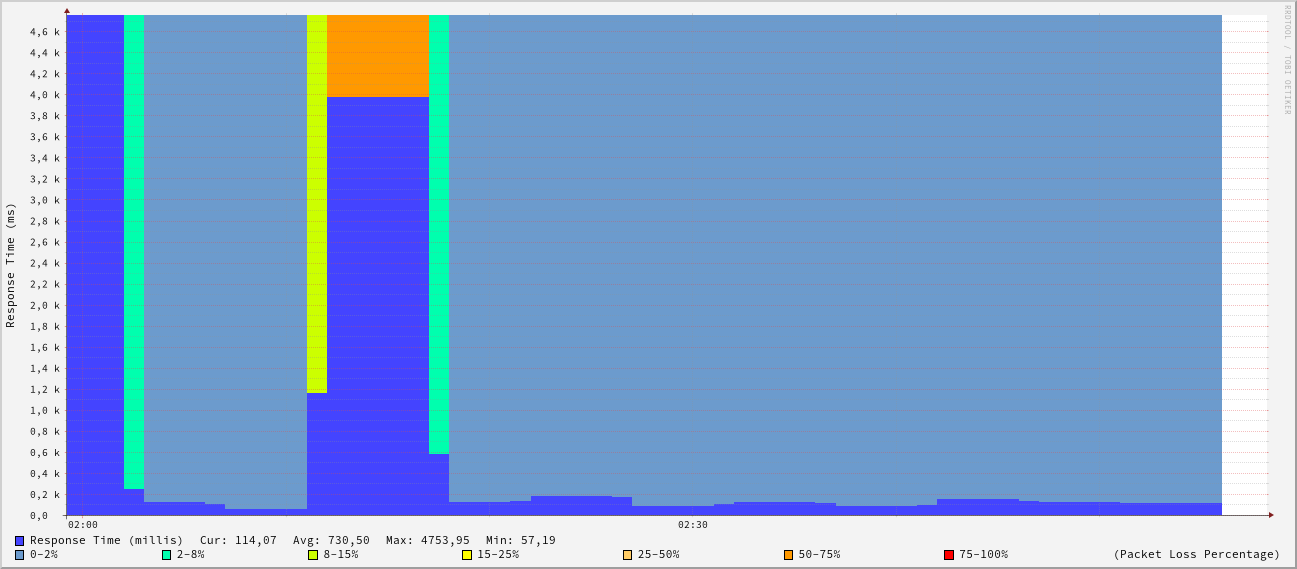 RRDTOOL / TOBI OETIKER
Response Time (ms)
4,6 k
4,4 k
4,2 k
4,0 k
3,8 k
3,6 k
3,4 k
3,2 k
3,0 k
2,8 k
2,6 k
2,4 k
2,2 k
2,0 k
1,8 k
1,6 k
1,4 k
1,2 k
1,0 k
0,8 k
0,6 k
0,4 k
0,2 k
0,0
02:00 02:30
Response Time (millis) Cur: 114,07 Avg: 730,50 Max: 4753,95 Min: 57,19
0-2% 2-8% 8-15% 15-25% 25-50% 50-75% 75-100% (Packet Loss Percentage)